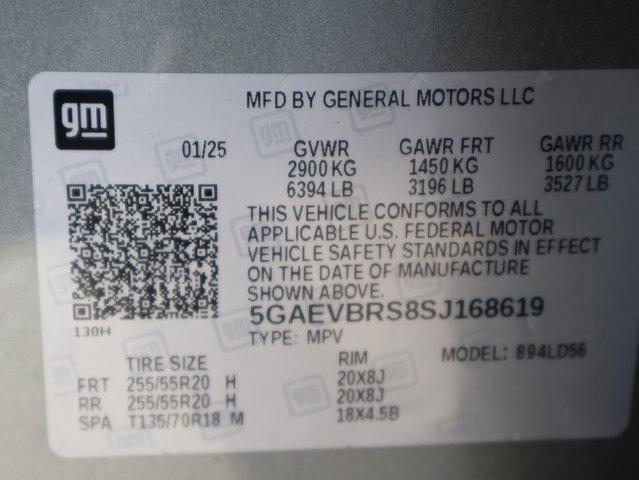 gm
MFD BY GENERAL MOTORS LLC
01/25 GVWR GAWR FRT GAWR RR
2900 KG 1450 KG 1600 KG
6394 LB 3196 LB 3527 LB
THIS VEHICLE CONFORMS TO ALL
APPLICABLE U.S. FEDERAL MOTOR
VEHICLE SAFETY STANDARDS IN EFFECT
ON THE DATE OF MANUFACTURE
SHOWN ABOVE.
5GAEVBRS8SJ168619
130H
TYPE: MPV MODEL: 894LD56
TIRE SIZE RIM
FRT 255/55R20 H 20X8J
RR 255/55R20 H 20X8J
SPA T135/70R18 M 18X4.5B